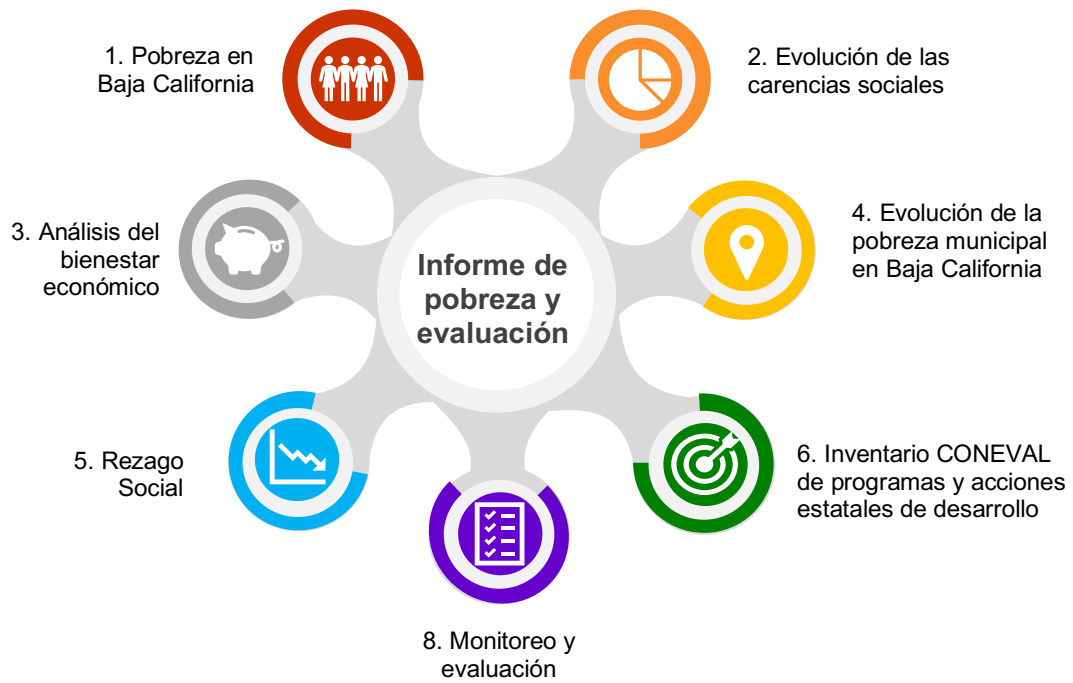 1. Pobreza en
Baja California
2. Evolución de las
carencias sociales
3. Análisis del
bienestar
económico
Informe de
pobreza y
evaluación
4. Evolución de la
pobreza municipal
en Baja California
5. Rezago
Social
6. Inventario CONEVAL
de programas y acciones
estatales de desarrollo
8. Monitoreo y
evaluación